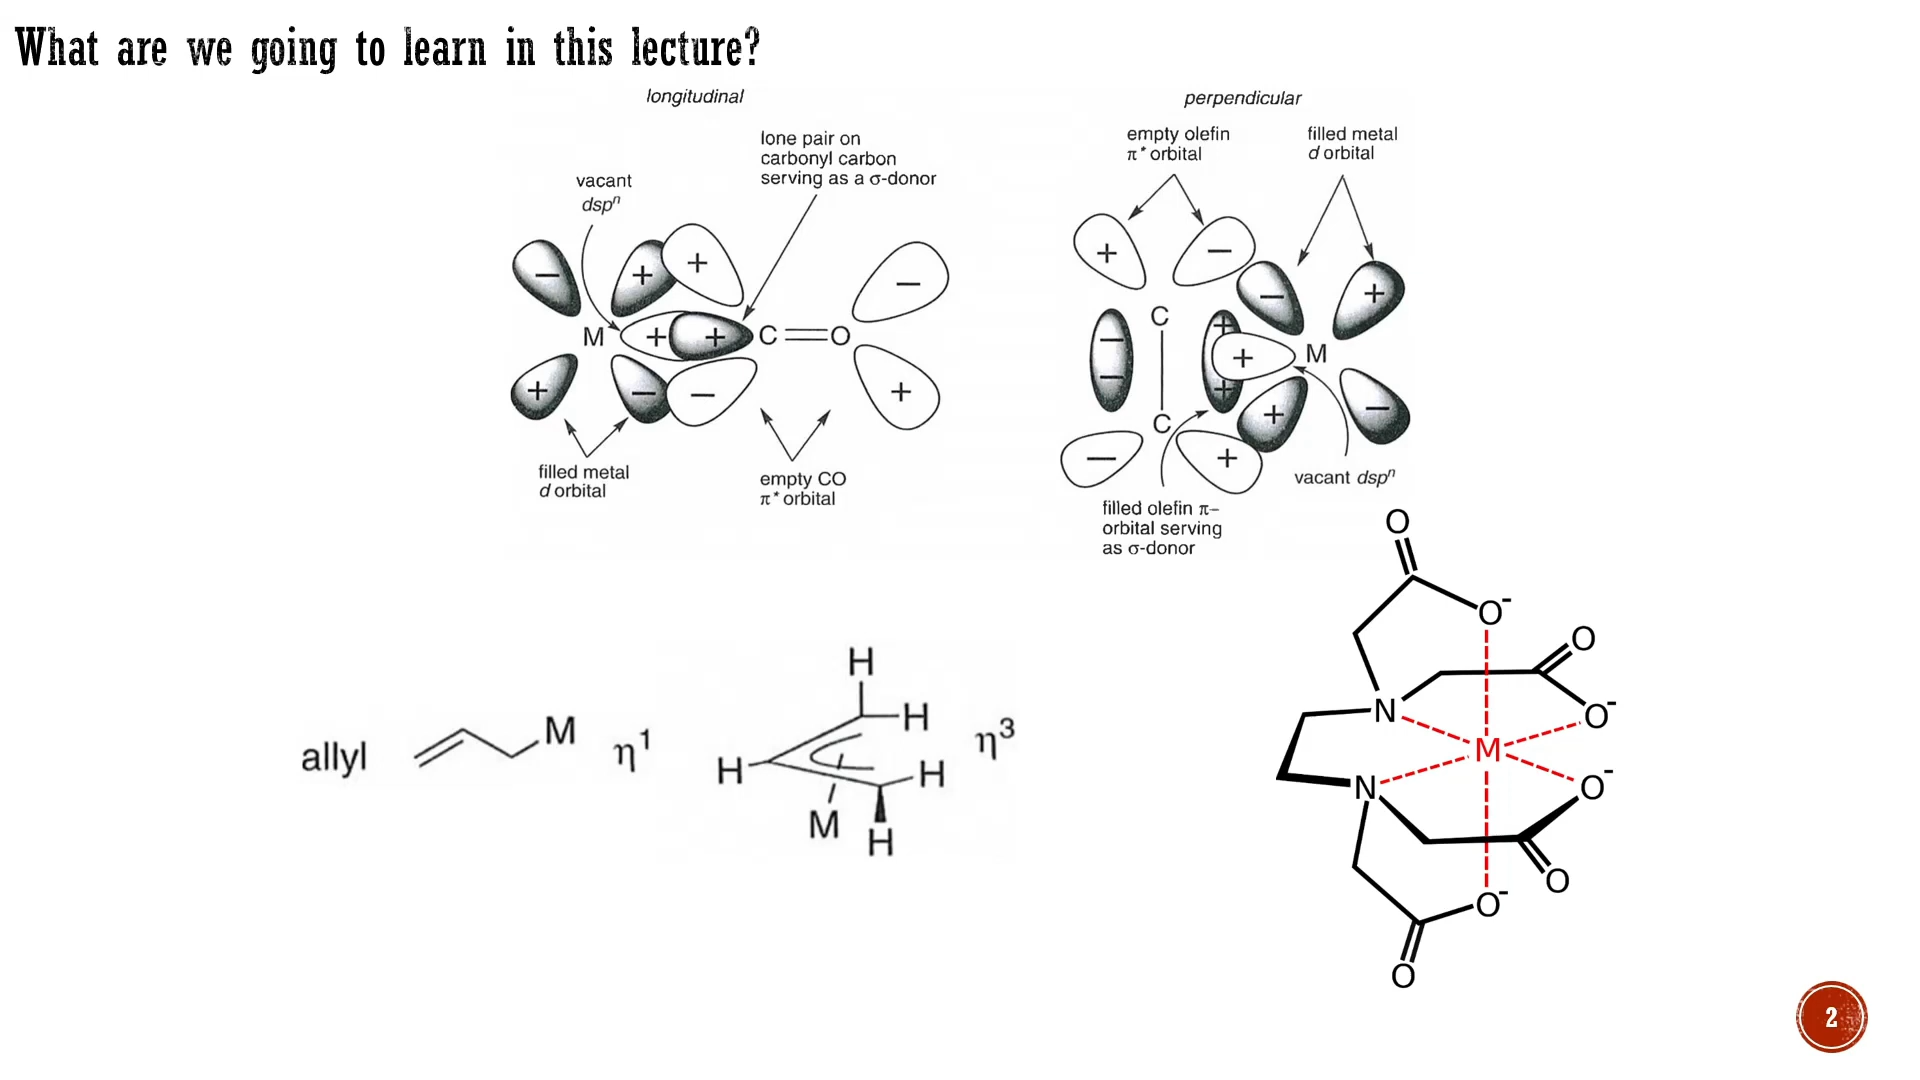 What are we going to learn in this lecture?
longitudinal
lone pair on
carbonyl carbon
serving as a σ-donor
vacant
dspⁿ
− + +
−
M + + C O
+ − − +
filled metal
d orbital
empty CO
π* orbital
perpendicular
empty olefin
π* orbital
filled metal
d orbital
+ −
− +
C
− + +
− + M
C
+ −
− +
vacant dspⁿ
filled olefin π–
orbital serving
as σ-donor
allyl
M
η¹
H
H
H
H
M
H
η³
O
O⁻
O
N
O⁻
M
N
O⁻
O
O⁻
O
2